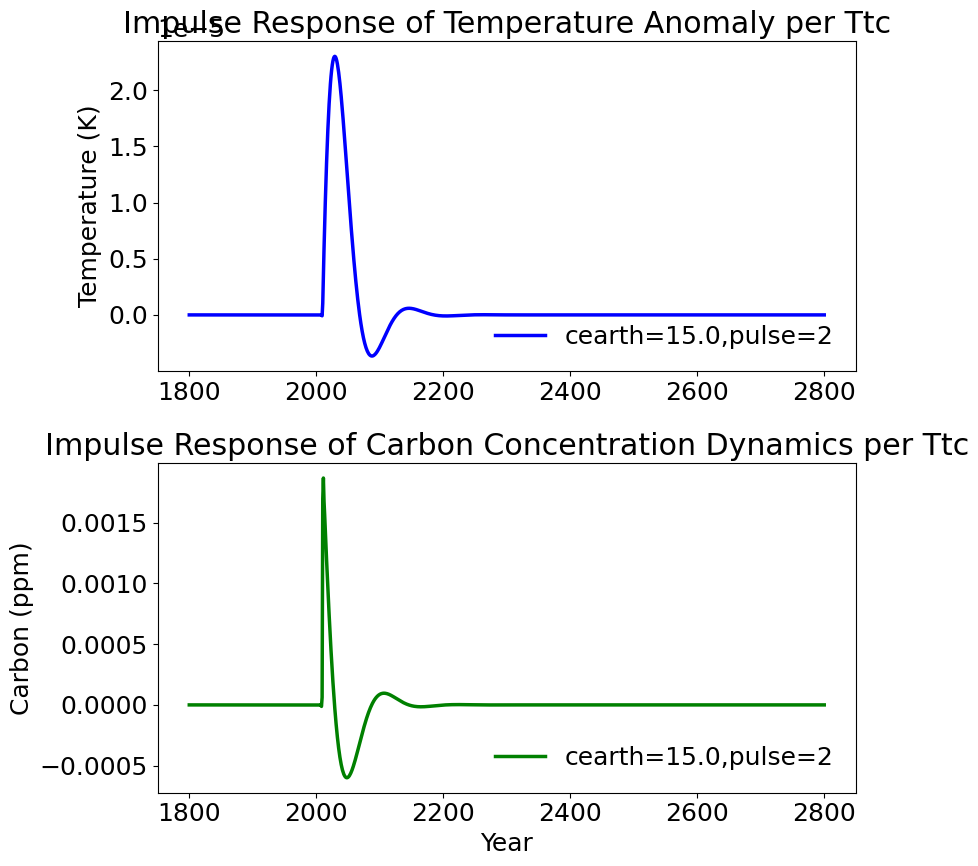 Impulse Response of Temperature Anomaly per Ttc
1e−5
Temperature (K)
2.0
1.5
1.0
0.5
0.0
cearth=15.0,pulse=2
1800 2000 2200 2400 2600 2800
Impulse Response of Carbon Concentration Dynamics per Ttc
Carbon (ppm)
0.0015
0.0010
0.0005
0.0000
−0.0005
cearth=15.0,pulse=2
1800 2000 2200 2400 2600 2800
Year